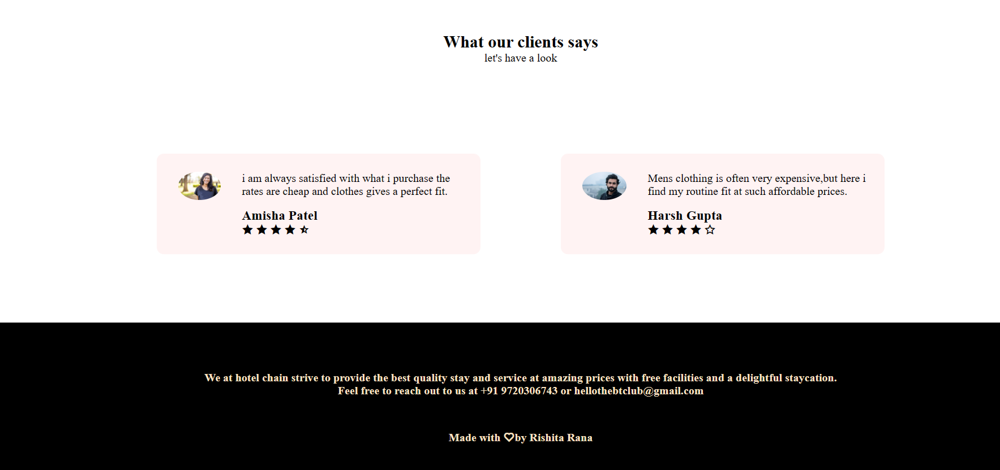 What our clients says
let's have a look
i am always satisfied with what i purchase the
rates are cheap and clothes gives a perfect fit.
Amisha Patel
Mens clothing is often very expensive,but here i
find my routine fit at such affordable prices.
Harsh Gupta
We at hotel chain strive to provide the best quality stay and service at amazing prices with free facilities and a delightful staycation.
Feel free to reach out to us at +91 9720306743 or hellothebtclub@gmail.com
Made with ♡by Rishita Rana